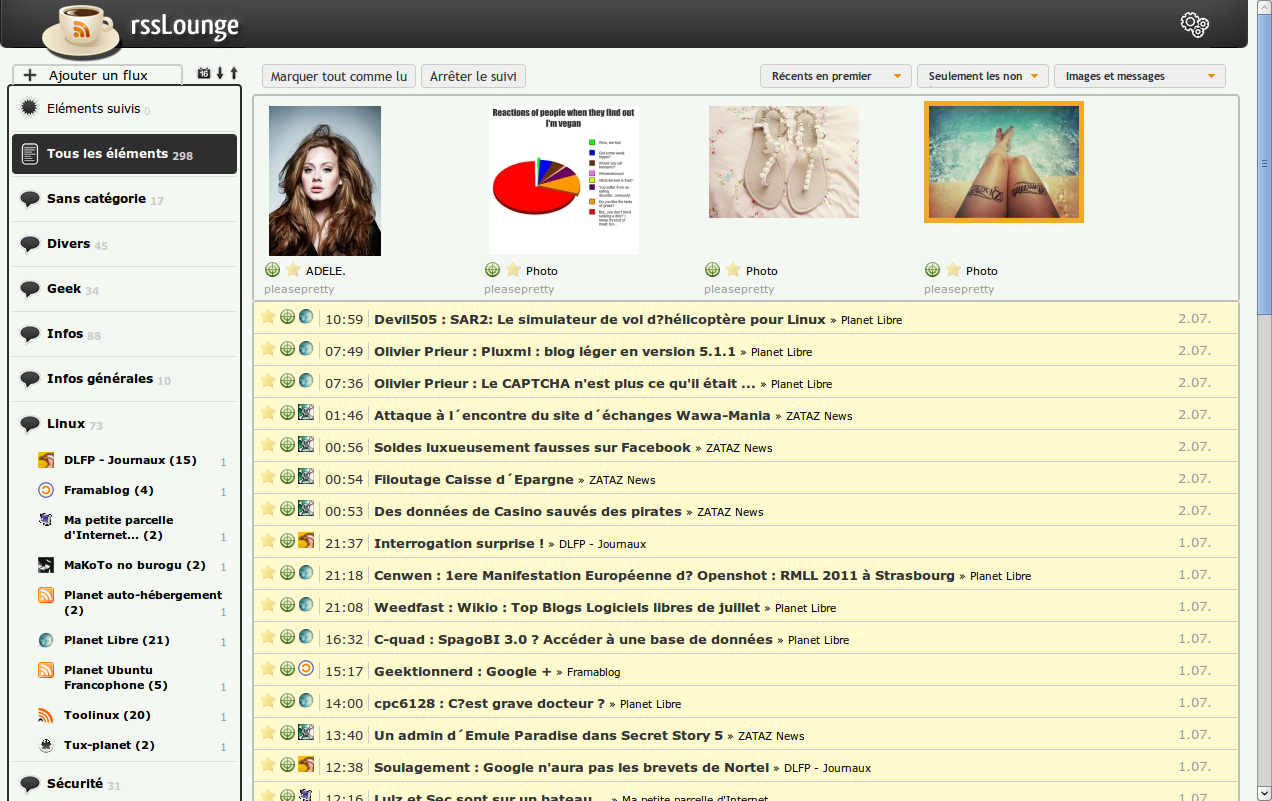 rssLounge
Ajouter un flux
16
Eléments suivis 0
Tous les éléments 298
Sans catégorie 17
Divers 45
Geek 34
Infos 88
Infos générales 10
Linux 73
DLFP - Journaux (15) 1
Framablog (4) 1
Ma petite parcelle
d'Internet... (2) 1
MaKoTo no burogu (2) 1
Planet auto-hébergement
(2) 1
Planet Libre (21) 1
Planet Ubuntu
Francophone (5) 1
Toolinux (20) 1
Tux-planet (2) 1
Sécurité 31
Marquer tout comme lu
Arrêter le suivi
Récents en premier
Seulement les non
Images et messages
Reactions of people when they find out
I'm vegan
ADELE.
pleasepretty
Photo
pleasepretty
Photo
pleasepretty
Photo
pleasepretty
10:59 Devil505 : SAR2: Le simulateur de vol d?hélicoptère pour Linux » Planet Libre 2.07.
07:49 Olivier Prieur : Pluxml : blog léger en version 5.1.1 » Planet Libre 2.07.
07:36 Olivier Prieur : Le CAPTCHA n'est plus ce qu'il était ... » Planet Libre 2.07.
01:46 Attaque à l´encontre du site d´échanges Wawa-Mania » ZATAZ News 2.07.
00:56 Soldes luxueusement fausses sur Facebook » ZATAZ News 2.07.
00:54 Filoutage Caisse d´Epargne » ZATAZ News 2.07.
00:53 Des données de Casino sauvés des pirates » ZATAZ News 2.07.
21:37 Interrogation surprise ! » DLFP - Journaux 1.07.
21:18 Cenwen : 1ere Manifestation Européenne d? Openshot : RMLL 2011 à Strasbourg » Planet Libre 1.07.
21:08 Weedfast : Wikio : Top Blogs Logiciels libres de juillet » Planet Libre 1.07.
16:32 C-quad : SpagoBI 3.0 ? Accéder à une base de données » Planet Libre 1.07.
15:17 Geektionnerd : Google + » Framablog 1.07.
14:00 cpc6128 : C?est grave docteur ? » Planet Libre 1.07.
13:40 Un admin d´Emule Paradise dans Secret Story 5 » ZATAZ News 1.07.
12:38 Soulagement : Google n'aura pas les brevets de Nortel » DLFP - Journaux 1.07.
12:16 Lulz et Sec sont sur un bateau... » Ma petite parcelle d'Internet... 1.07.